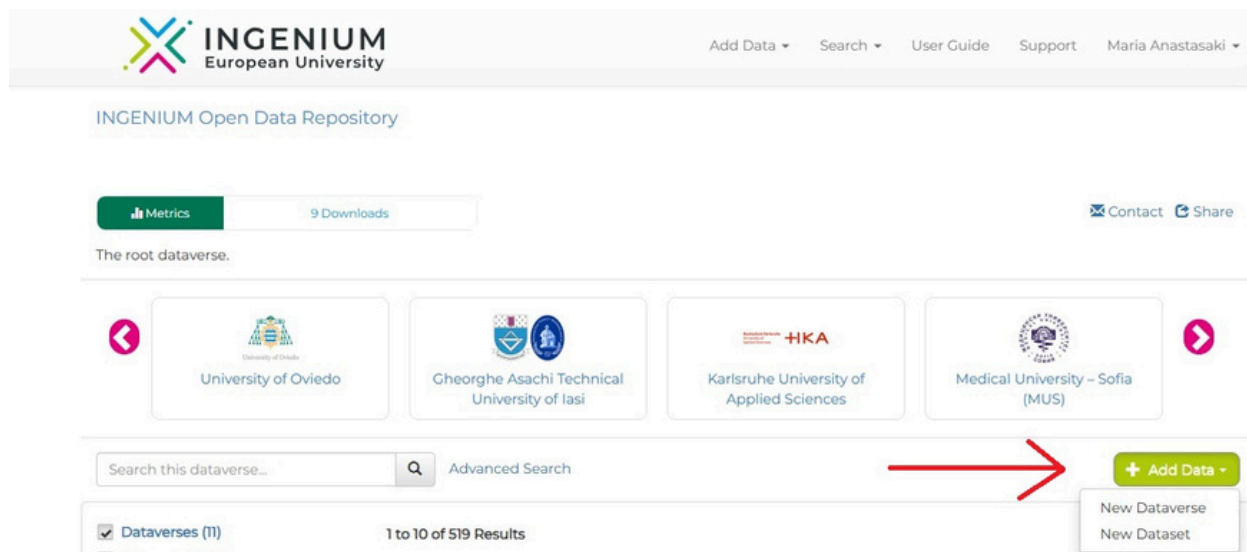 INGENIUM
European University
Add Data Search User Guide Support Maria Anastasaki
INGENIUM Open Data Repository
Metrics 9 Downloads
Contact Share
The root dataverse.
University of Oviedo
University of Oviedo
Gheorghe Asachi Technical
University of Iasi
HKA
Karlsruhe University of
Applied Sciences
Medical University – Sofia
(MUS)
Search this dataverse... Advanced Search
+ Add Data
New Dataverse
New Dataset
Dataverses (11) 1 to 10 of 519 Results